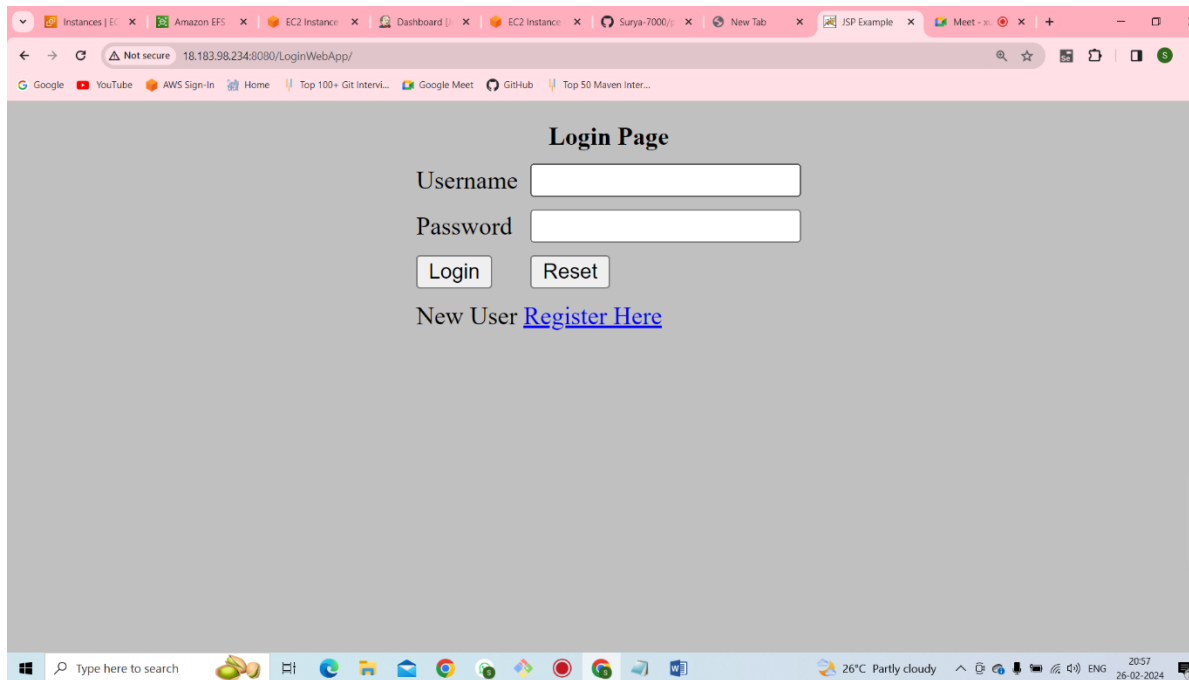 Instances | EC
Amazon EFS
EC2 Instance
Dashboard [J
EC2 Instance
Surya-7000/p
New Tab
JSP Example
Meet - x
Not secure 18.183.98.234:8080/LoginWebApp/
S
Google YouTube AWS Sign-In Home Top 100+ Git Intervi... Google Meet GitHub Top 50 Maven Inter...
Login Page
Username
Password
Login Reset
New User Register Here
Type here to search
26°C Partly cloudy ENG 20:57
26-02-2024